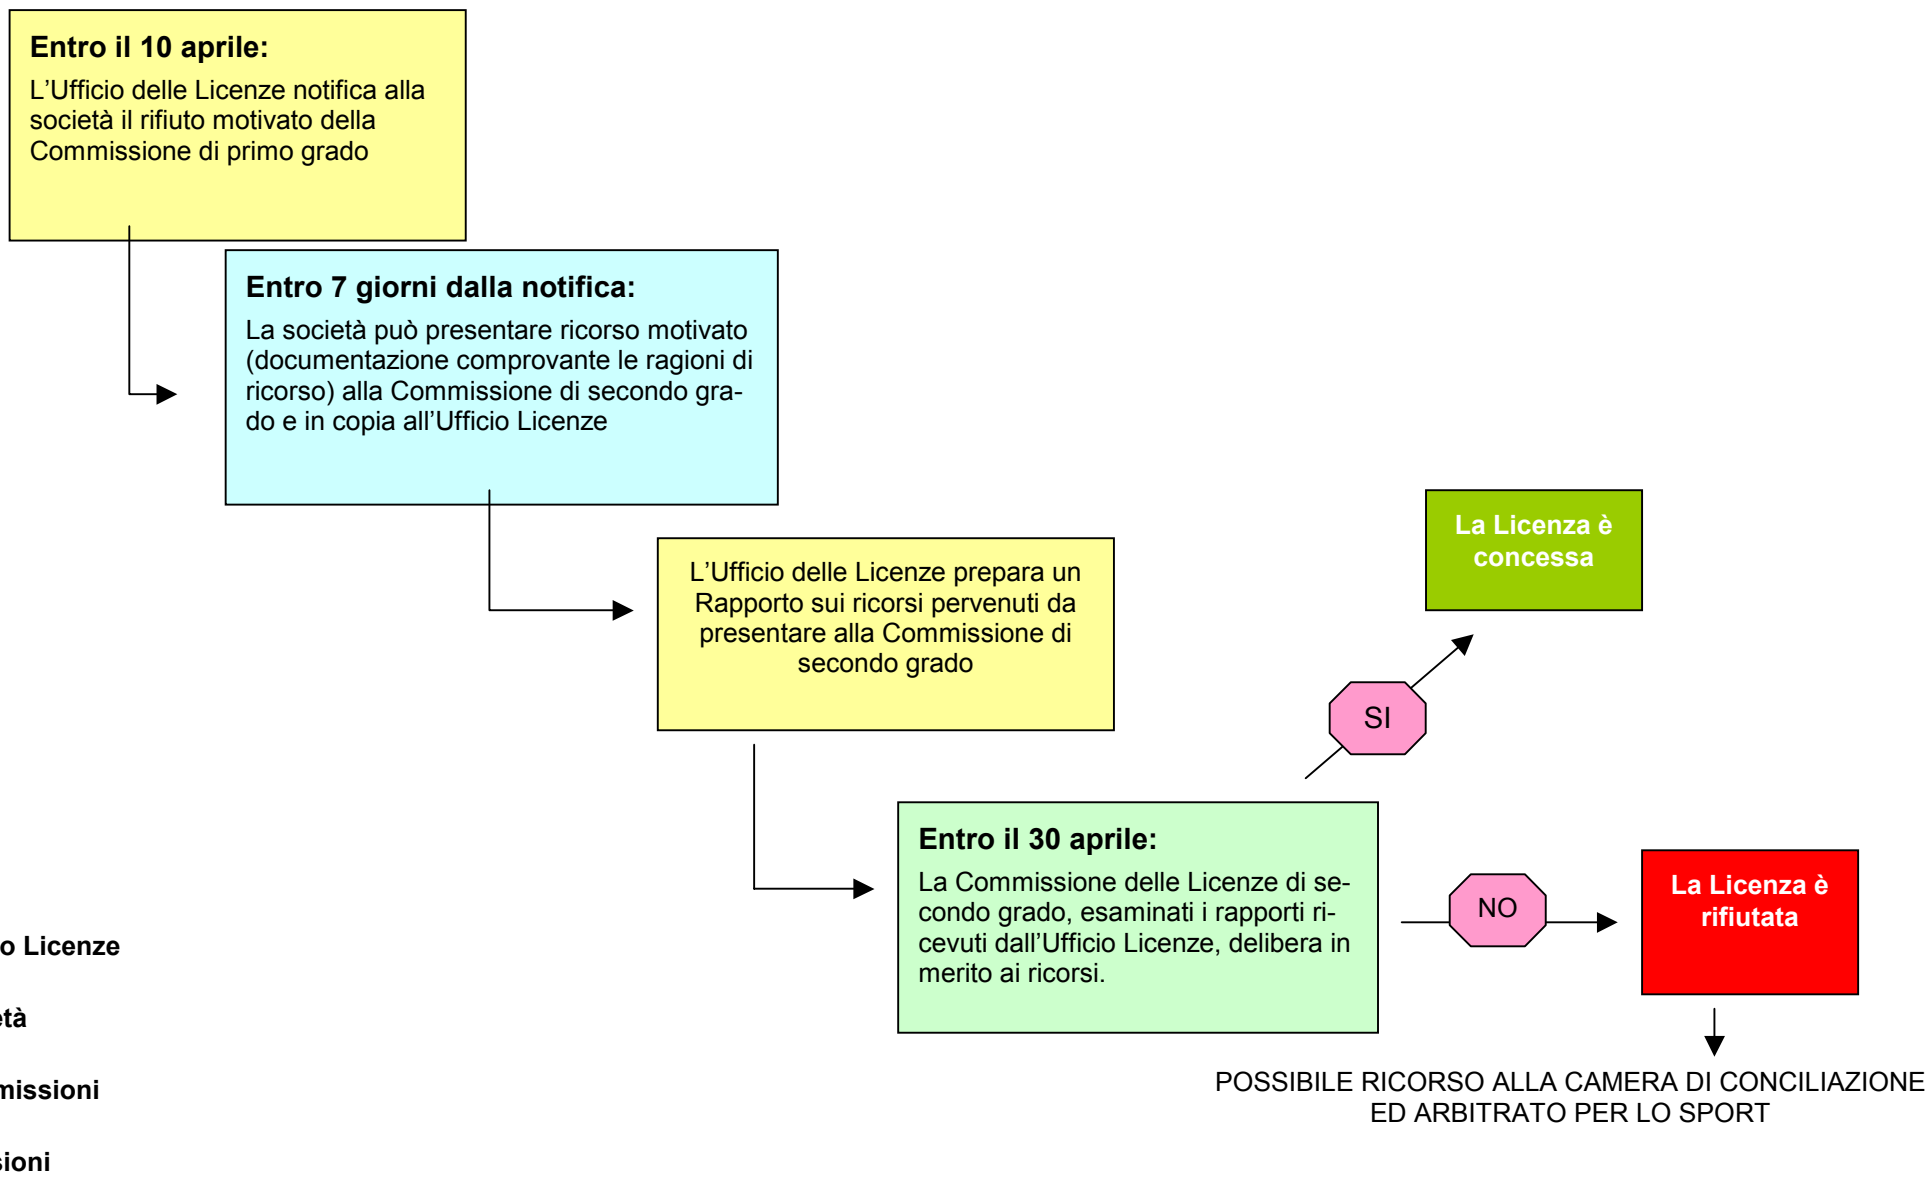 Entro il 10 aprile:
L'Ufficio delle Licenze notifica alla
società il rifiuto motivato della
Commissione di primo grado
Entro 7 giorni dalla notifica:
La società può presentare ricorso motivato
(documentazione comprovante le ragioni di
ricorso) alla Commissione di secondo gra-
do e in copia all'Ufficio Licenze
L'Ufficio delle Licenze prepara un
Rapporto sui ricorsi pervenuti da
presentare alla Commissione di
secondo grado
La Licenza è
concessa
SI
Entro il 30 aprile:
La Commissione delle Licenze di se-
condo grado, esaminati i rapporti ri-
cevuti dall'Ufficio Licenze, delibera in
merito ai ricorsi.
NO
La Licenza è
rifiutata
POSSIBILE RICORSO ALLA CAMERA DI CONCILIAZIONE
ED ARBITRATO PER LO SPORT
o Licenze
età
missioni
sioni